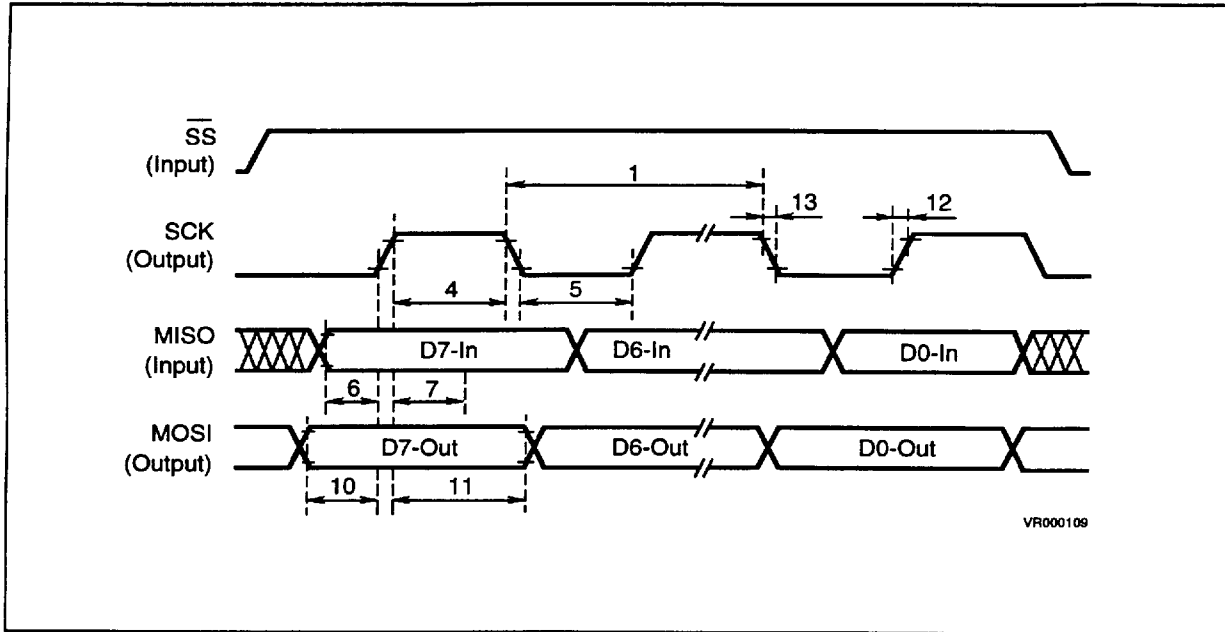 SS
(Input)
1
13
12
SCK
(Output)
4
5
MISO
(Input)
D7-In
D6-In
D0-In
6
7
MOSI
(Output)
D7-Out
D6-Out
D0-Out
10
11
VR000109